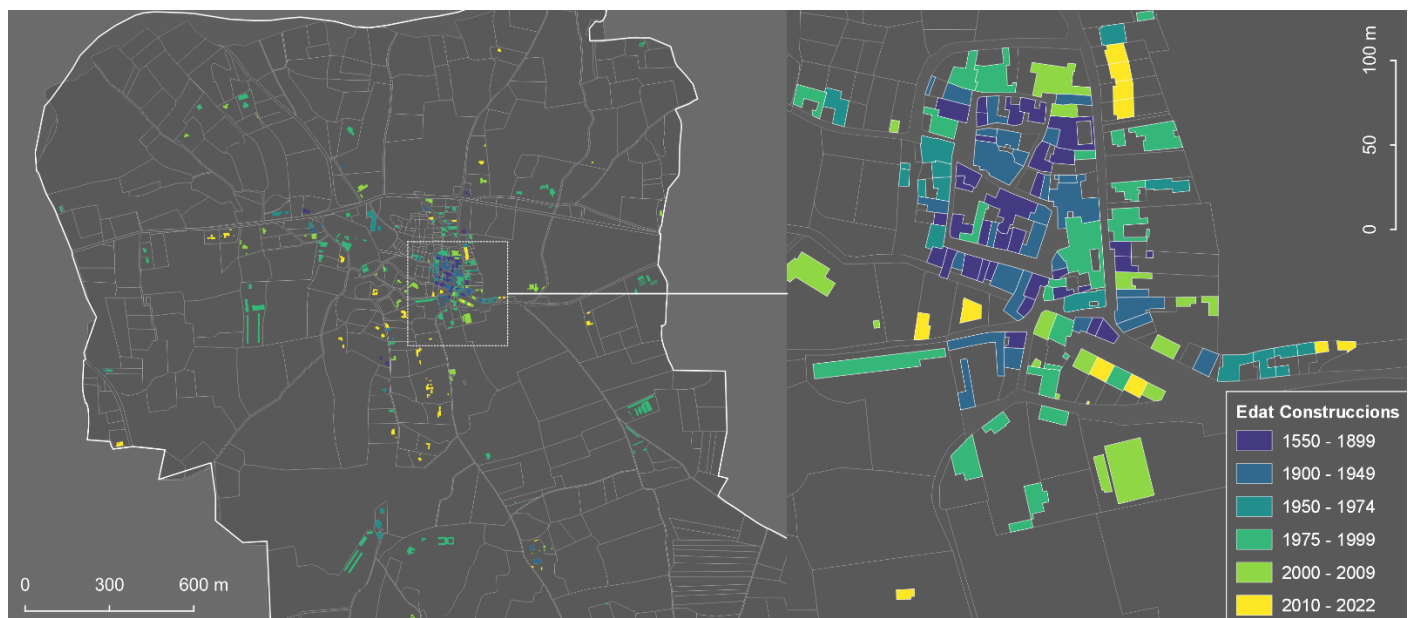 0 300 600 m
100 m
50
0
Edat Construccions
1550 - 1899
1900 - 1949
1950 - 1974
1975 - 1999
2000 - 2009
2010 - 2022